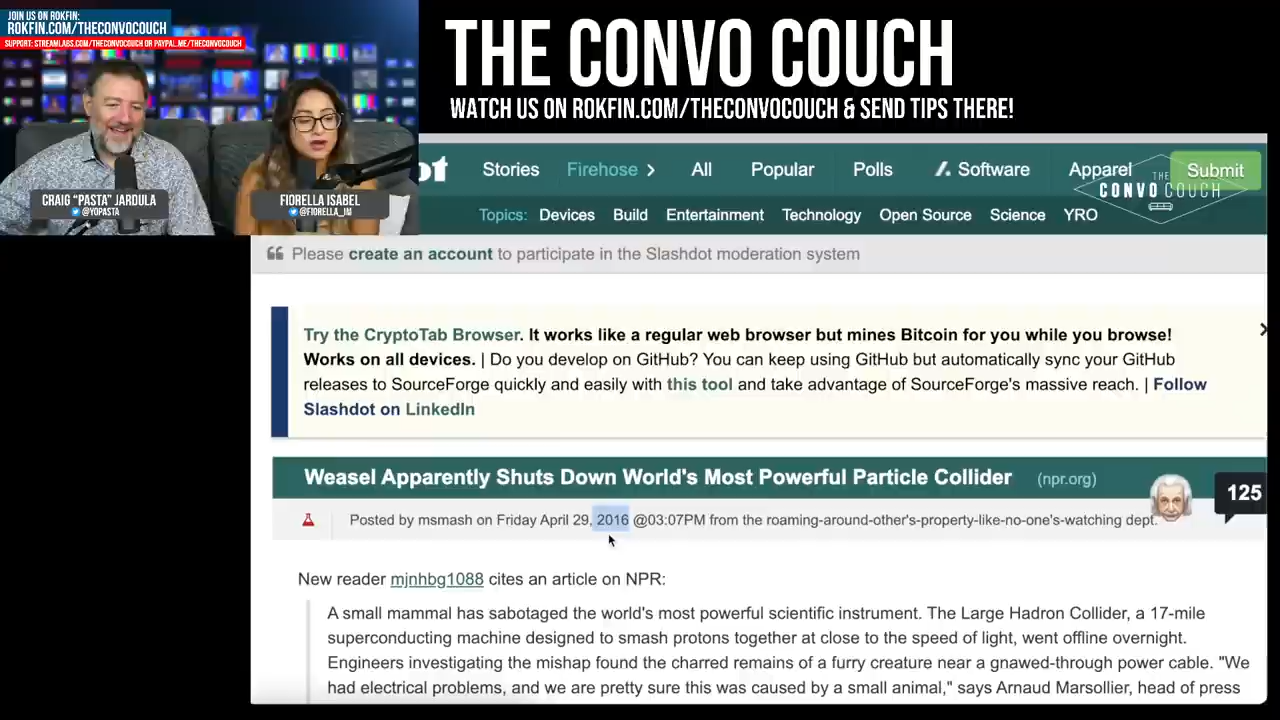 JOIN US ON ROKFIN:
ROKFIN.COM/THECONVOCOUCH
SUPPORT: STREAMLABS.COM/THECONVOCOUCH OR PAYPAL.ME/THECONVOCOUCH
THE CONVO COUCH
WATCH US ON ROKFIN.COM/THECONVOCOUCH & SEND TIPS THERE!
CRAIG "PASTA" JARDULA
@YOPASTA
FIORELLA ISABEL
@FIORELLA_IM
ot Stories Firehose > All Popular Polls Software Apparel Submit
THE
CONVO COUCH
Topics: Devices Build Entertainment Technology Open Source Science YRO
Please create an account to participate in the Slashdot moderation system
Try the CryptoTab Browser. It works like a regular web browser but mines Bitcoin for you while you browse!
Works on all devices. | Do you develop on GitHub? You can keep using GitHub but automatically sync your GitHub
releases to SourceForge quickly and easily with this tool and take advantage of SourceForge's massive reach. | Follow
Slashdot on LinkedIn
Weasel Apparently Shuts Down World's Most Powerful Particle Collider (npr.org)
125
Posted by msmash on Friday April 29, 2016 @03:07PM from the roaming-around-other's-property-like-no-one's-watching dept.
New reader mjnhbg1088 cites an article on NPR:
A small mammal has sabotaged the world's most powerful scientific instrument. The Large Hadron Collider, a 17-mile
superconducting machine designed to smash protons together at close to the speed of light, went offline overnight.
Engineers investigating the mishap found the charred remains of a furry creature near a gnawed-through power cable. "We
had electrical problems, and we are pretty sure this was caused by a small animal," says Arnaud Marsollier, head of press